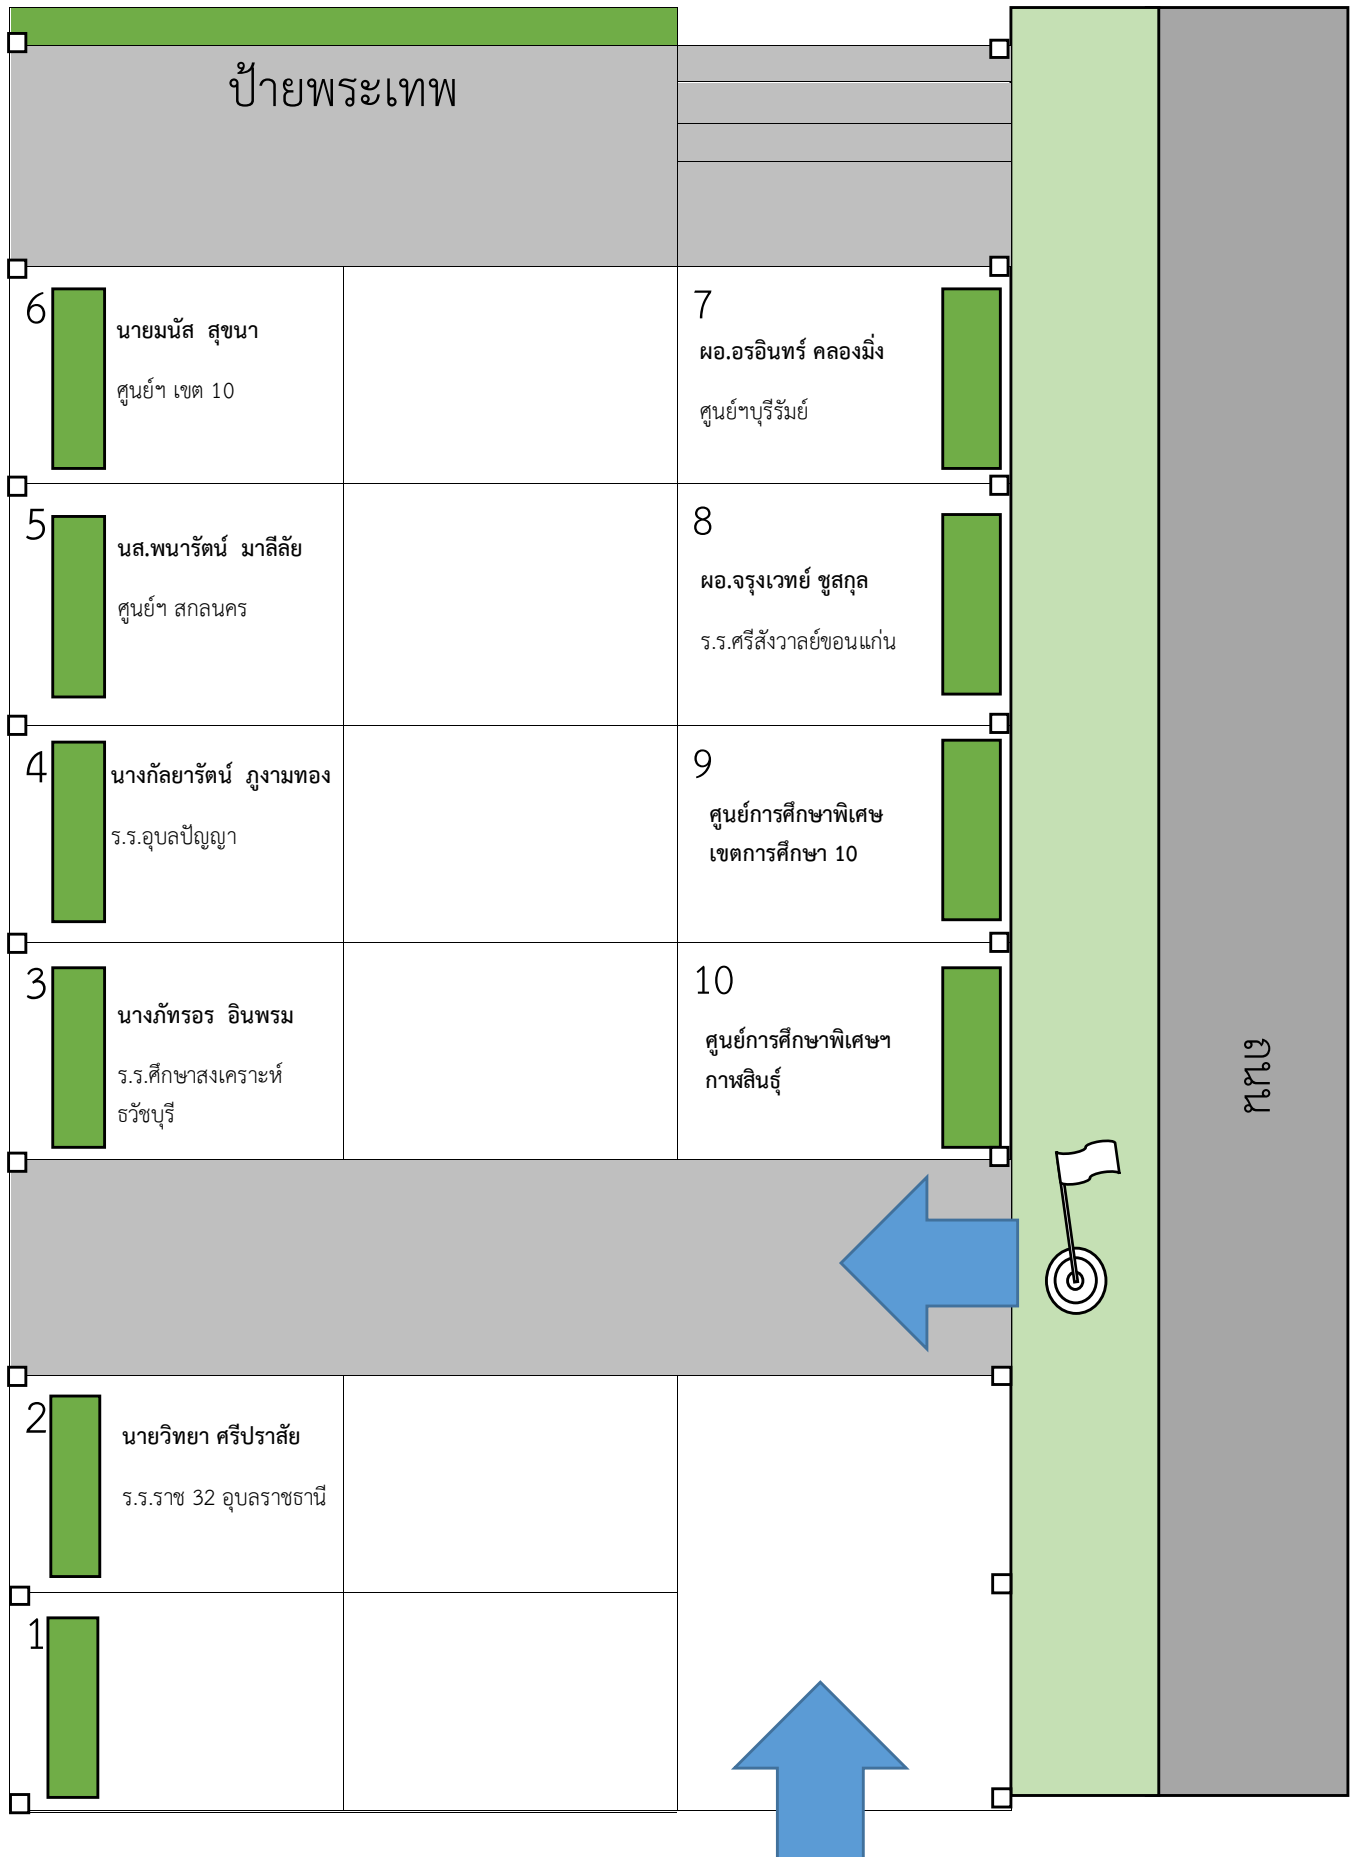 ป้ายพระเทพ
6
นายมนัส  สุขนา
ศูนย์ฯ เขต 10
7
ผอ.อรอินทร์ คลองมิ่ง
ศูนย์ฯบุรีรัมย์
5
นส.พนารัตน์  มาลีลัย
ศูนย์ฯ สกลนคร
8
ผอ.จรุงเวทย์ ชูสกุล
ร.ร.ศรีสังวาลย์ขอนแก่น
4
นางกัลยารัตน์  ภูงามทอง
ร.ร.อุบลปัญญา
9
ศูนย์การศึกษาพิเศษ
เขตการศึกษา 10
3
นางภัทรอร  อินพรม
ร.ร.ศึกษาสงเคราะห์
ธวัชบุรี
10
ศูนย์การศึกษาพิเศษฯ
กาฬสินธุ์
ถนน
2
นายวิทยา ศรีปราสัย
ร.ร.ราช 32 อุบลราชธานี
1